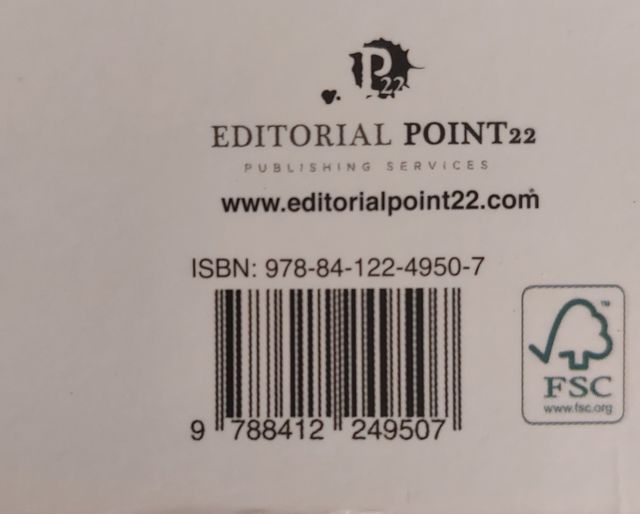 P22
EDITORIAL POINT22
PUBLISHING SERVICES
www.editorialpoint22.com
ISBN: 978-84-122-4950-7
9 788412 249507
™
FSC
www.fsc.org